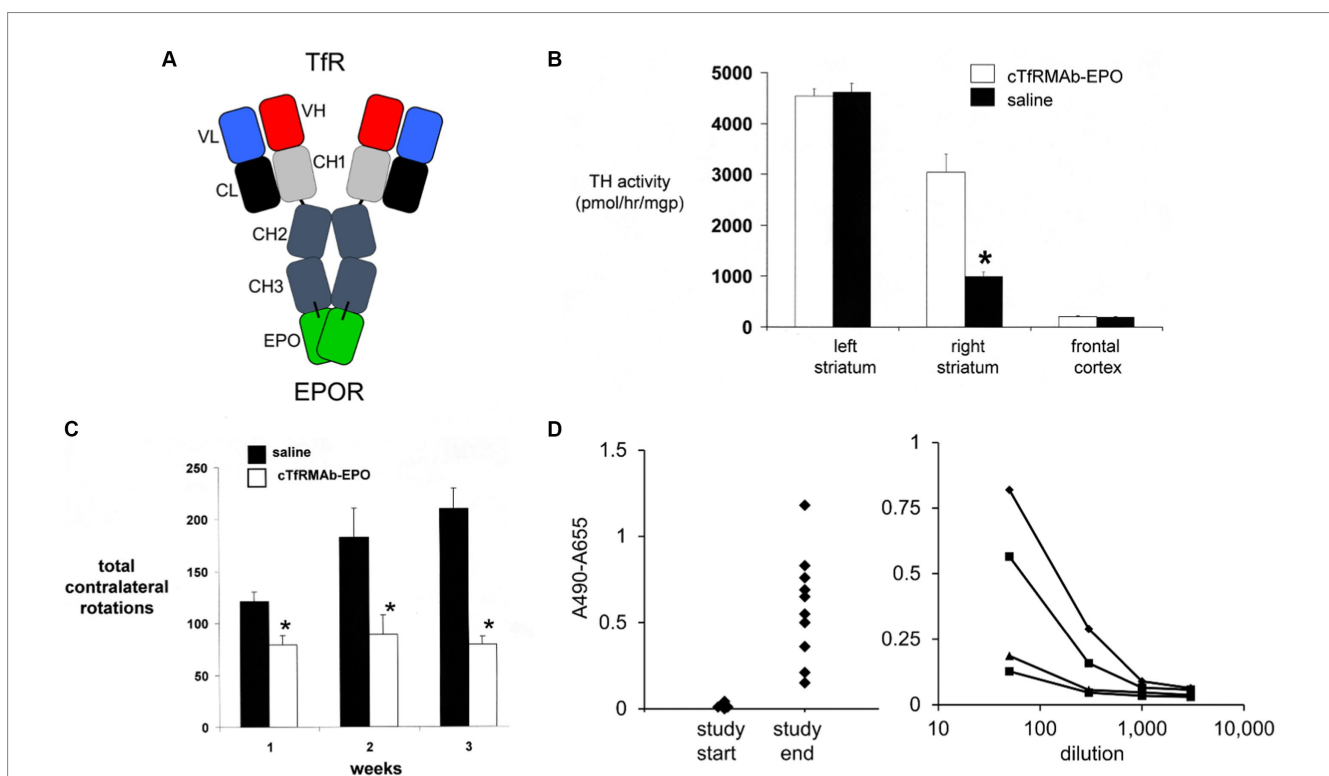 A
TfR
VH
VL
CH1
CL
CH2
CH3
EPO
EPOR
B
cTfRMAb-EPO
saline
5000
4000
3000
2000
1000
0
TH activity
(pmol/hr/mgp)
*
left
striatum
right
striatum
frontal
cortex
C
saline
cTfRMAb-EPO
250
200
150
100
50
0
total
contralateral
rotations
*
*
*
1 2 3
weeks
D
1.5
1
0.5
0
A490-A655
study
start
study
end
1
0.75
0.5
0.25
0
10 100 1,000 10,000
dilution